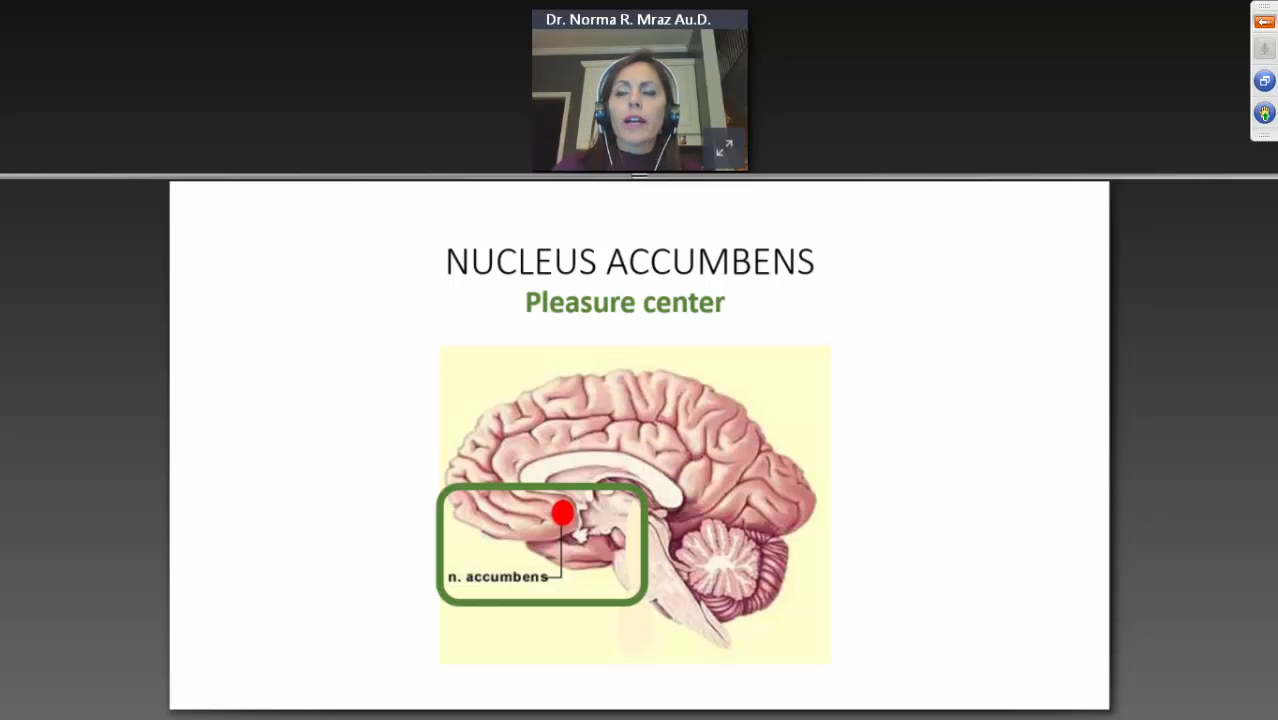 Dr. Norma R. Mraz Au.D.
NUCLEUS ACCUMBENS
Pleasure center
n. accumbens